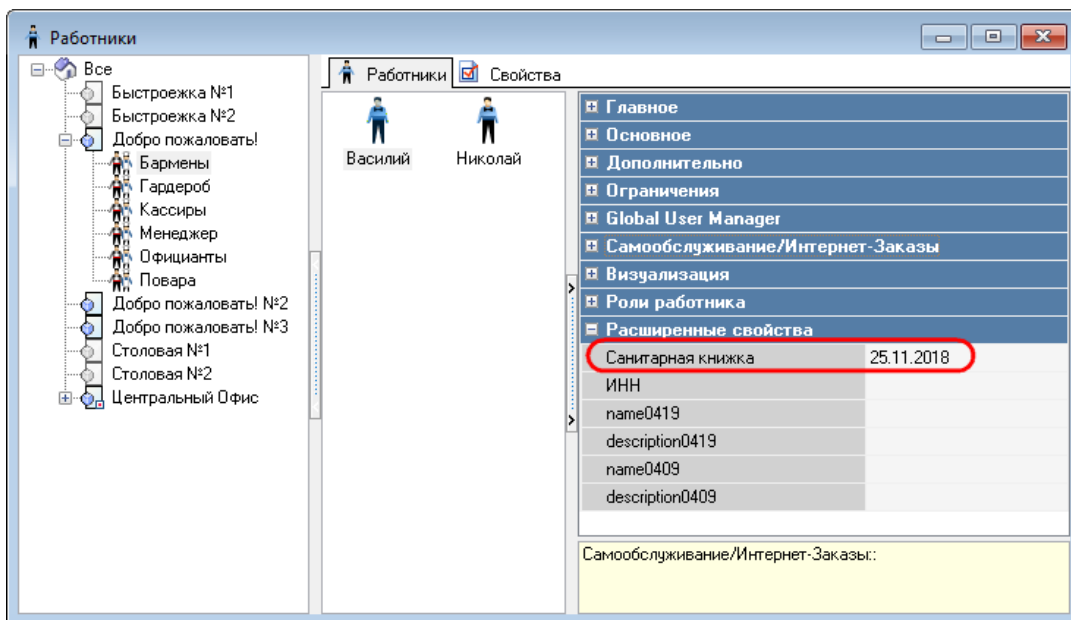 Работники
Все
Быстроежка №1
Быстроежка №2
Добро пожаловать!
Бармены
Гардероб
Кассиры
Менеджер
Официанты
Повара
Добро пожаловать! №2
Добро пожаловать! №3
Столовая №1
Столовая №2
Центральный Офис
Работники Свойства
Василий Николай
Главное
Основное
Дополнительно
Ограничения
Global User Manager
Самообслуживание/Интернет-Заказы
Визуализация
Роли работника
Расширенные свойства
Санитарная книжка 25.11.2018
ИНН
name0419
description0419
name0409
description0409
Самообслуживание/Интернет-Заказы::